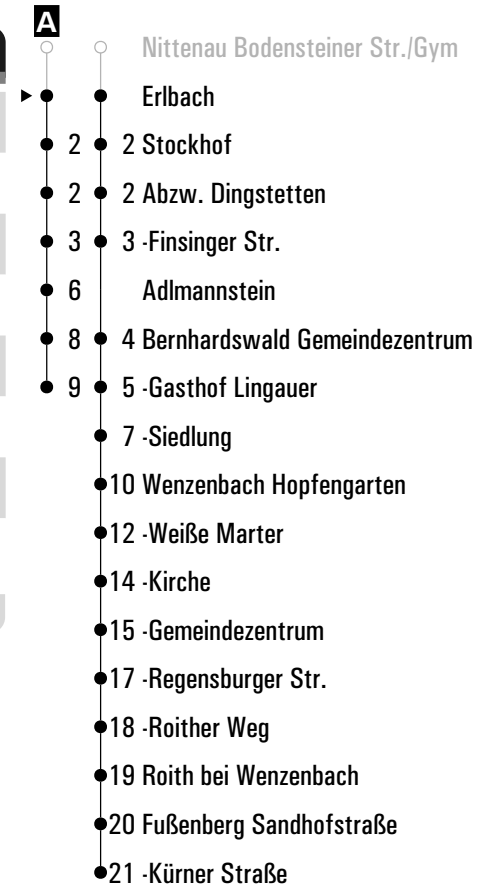 A
Nittenau Bodensteiner Str./Gym
Erlbach
2 2 Stockhof
2 2 Abzw. Dingstetten
3 3 -Finsinger Str.
6 Adlmannstein
8 4 Bernhardswald Gemeindezentrum
9 5 -Gasthof Lingauer
7 -Siedlung
10 Wenzenbach Hopfengarten
12 -Weiße Marter
14 -Kirche
15 -Gemeindezentrum
17 -Regensburger Str.
18 -Roither Weg
19 Roith bei Wenzenbach
20 Fußenberg Sandhofstraße
21 -Kürner Straße